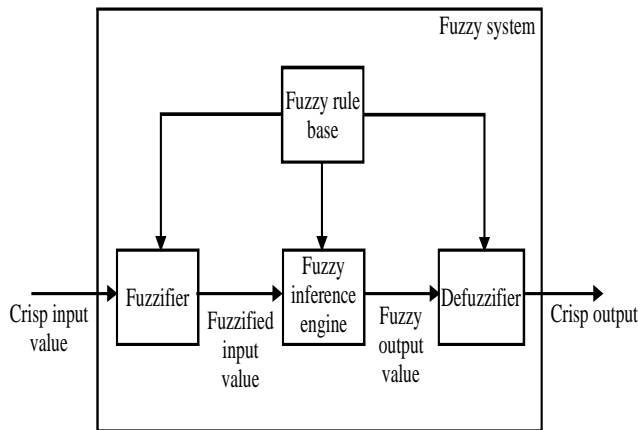 Fuzzy system
Fuzzy rule
base
Fuzzifier
Fuzzy
inference
engine
Defuzzifier
Crisp input
value
Fuzzified
input
value
Fuzzy
output
value
Crisp output